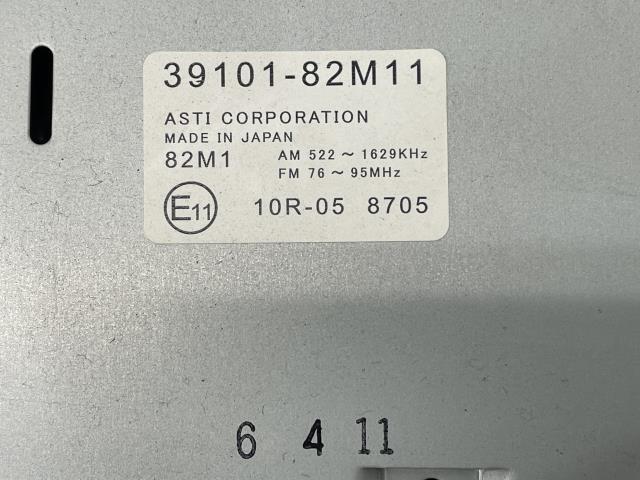 39101-82M11
ASTI CORPORATION
MADE IN JAPAN
82M1 AM 522 ~ 1629KHz
FM 76 ~ 95MHz
E11 10R-05 8705
6 4 11